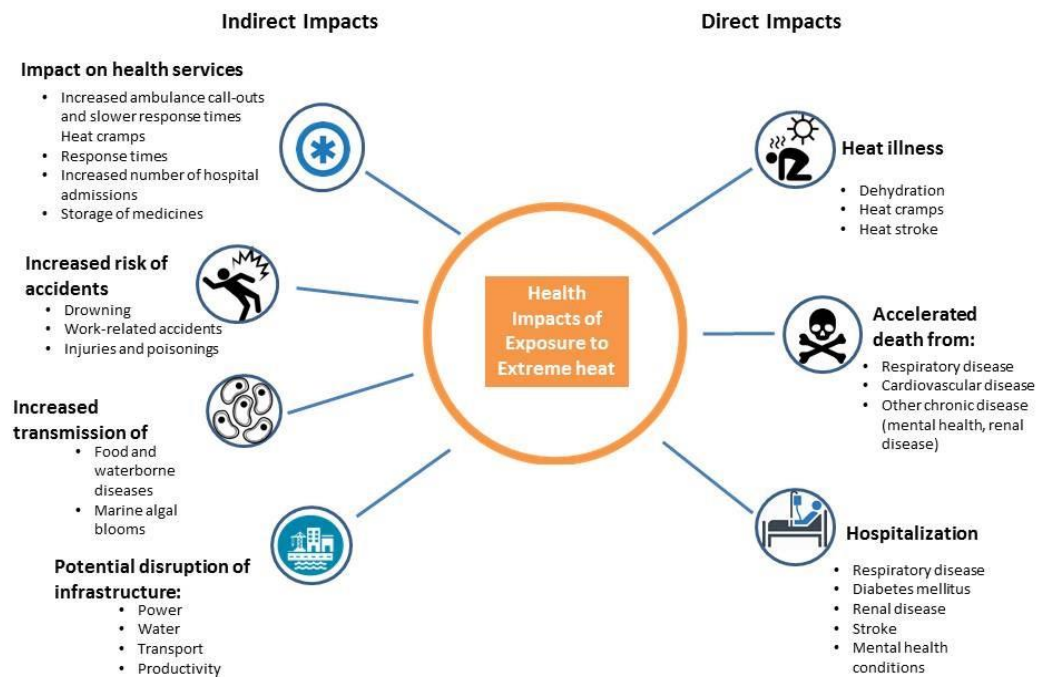 Indirect Impacts
Direct Impacts
Impact on health services
• Increased ambulance call-outs
and slower response times
Heat cramps
• Response times
• Increased number of hospital
admissions
• Storage of medicines
Increased risk of
accidents
• Drowning
• Work-related accidents
• Injuries and poisonings
Increased
transmission of
• Food and
waterborne
diseases
• Marine algal
blooms
Potential disruption of
infrastructure:
• Power
• Water
• Transport
• Productivity
Health
Impacts of
Exposure to
Extreme heat
Heat illness
• Dehydration
• Heat cramps
• Heat stroke
Accelerated
death from:
• Respiratory disease
• Cardiovascular disease
• Other chronic disease
(mental health, renal
disease)
Hospitalization
• Respiratory disease
• Diabetes mellitus
• Renal disease
• Stroke
• Mental health
conditions